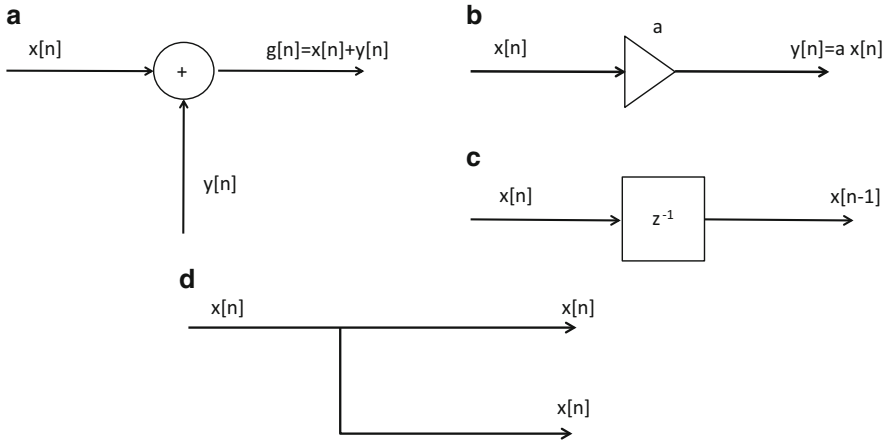 a
x[n]
g[n]=x[n]+y[n]
+
y[n]
b
a
x[n]
y[n]=a x[n]
c
x[n]
x[n-1]
z-1
d
x[n]
x[n]
x[n]